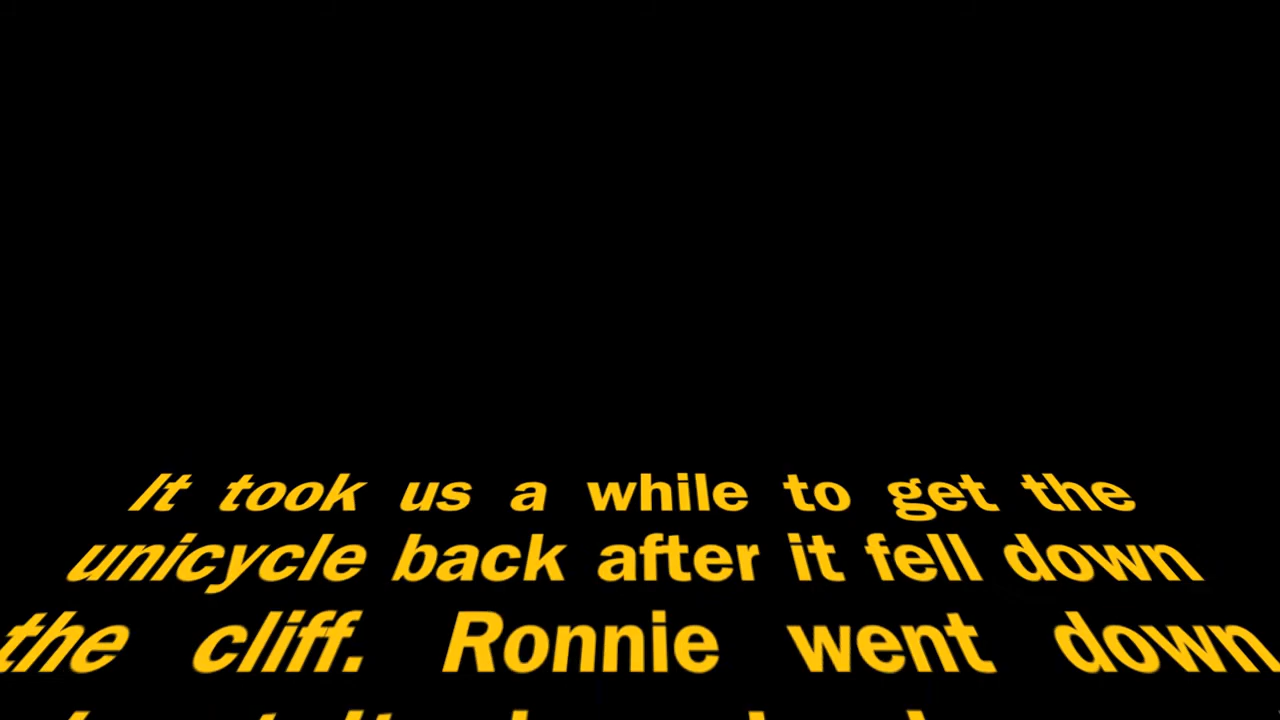 It took us a while to get the
unicycle back after it fell down
the cliff. Ronnie went down